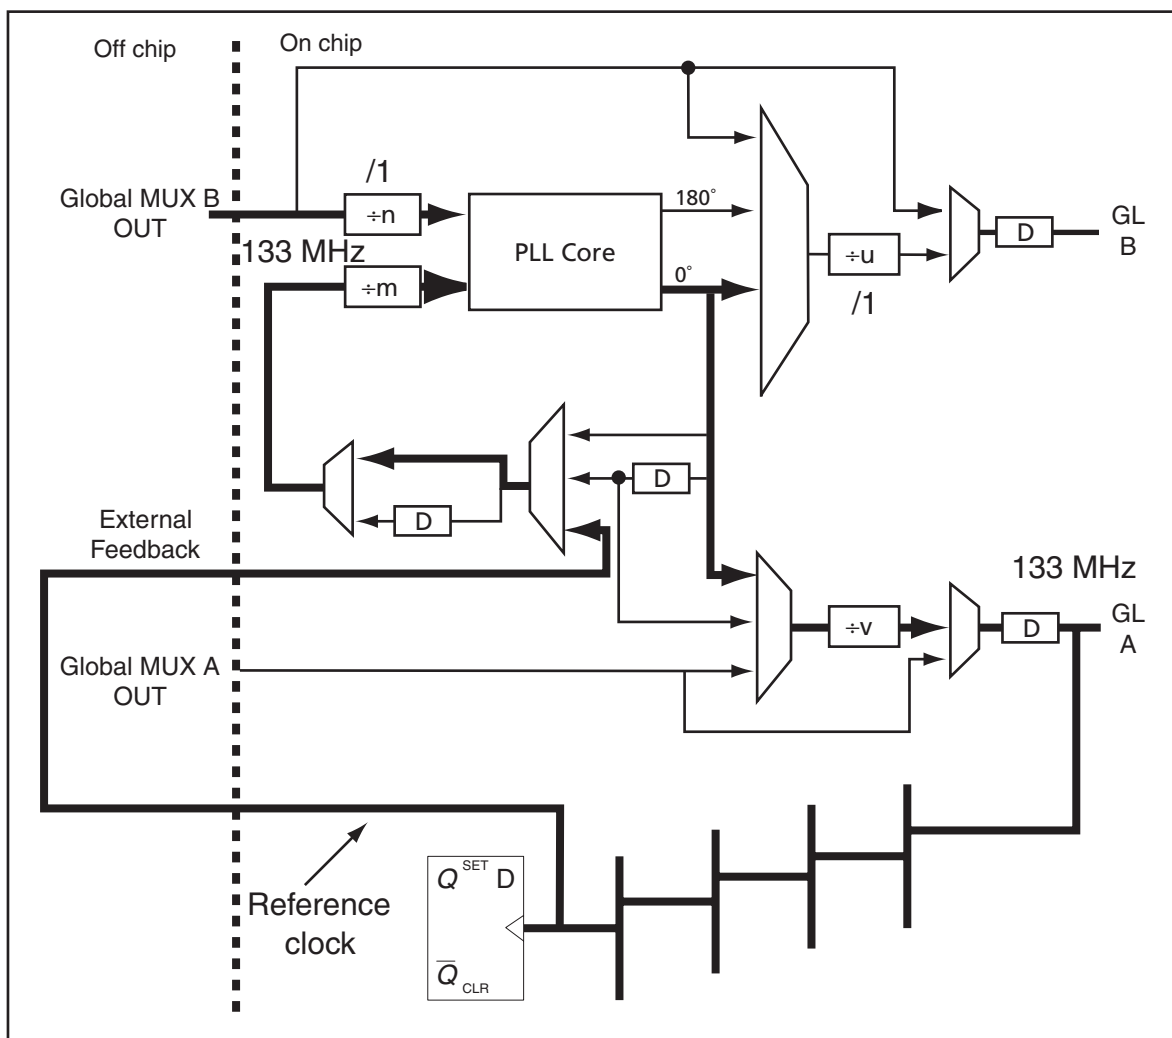 Off chip
On chip
/1
Global MUX B
OUT
÷n
133 MHz
÷m
PLL Core
180°
0°
÷u
/1
D
GL
B
D
D
External
Feedback
133 MHz
÷v
D
GL
A
Global MUX A
OUT
Reference
clock
Q SET D
Q̅ CLR